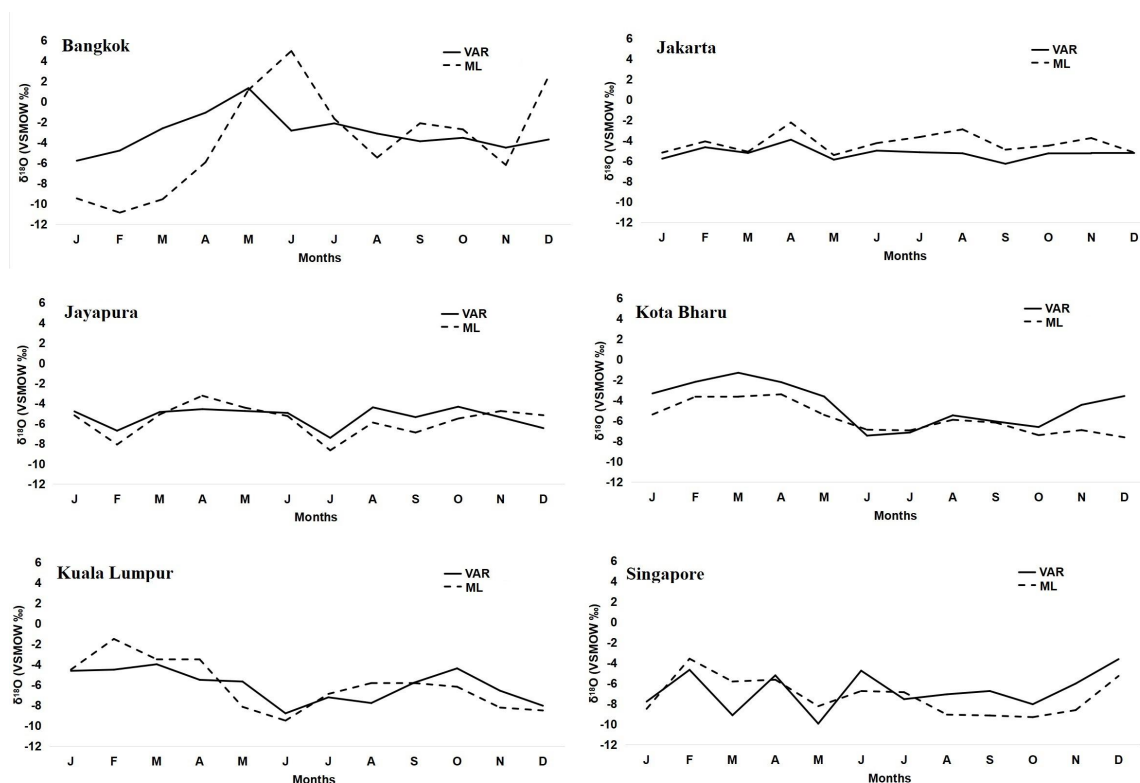 Bangkok
VAR
ML
δ¹⁸O (VSMOW ‰)
6
4
2
0
-2
-4
-6
-8
-10
-12
J F M A M J J A S O N D
Months
Jakarta
VAR
ML
δ¹⁸O (VSMOW ‰)
6
4
2
0
-2
-4
-6
-8
-10
-12
J F M A M J J A S O N D
Months
Jayapura
VAR
ML
δ¹⁸O (VSMOW ‰)
6
4
2
0
-2
-4
-6
-8
-10
-12
J F M A M J J A S O N D
Months
Kota Bharu
VAR
ML
δ¹⁸O (VSMOW ‰)
6
4
2
0
-2
-4
-6
-8
-10
-12
J F M A M J J A S O N D
Months
Kuala Lumpur
VAR
ML
δ¹⁸O (VSMOW ‰)
6
4
2
0
-2
-4
-6
-8
-10
-12
J F M A M J J A S O N D
Months
Singapore
VAR
ML
δ¹⁸O (VSMOW ‰)
6
4
2
0
-2
-4
-6
-8
-10
-12
J F M A M J J A S O N D
Months